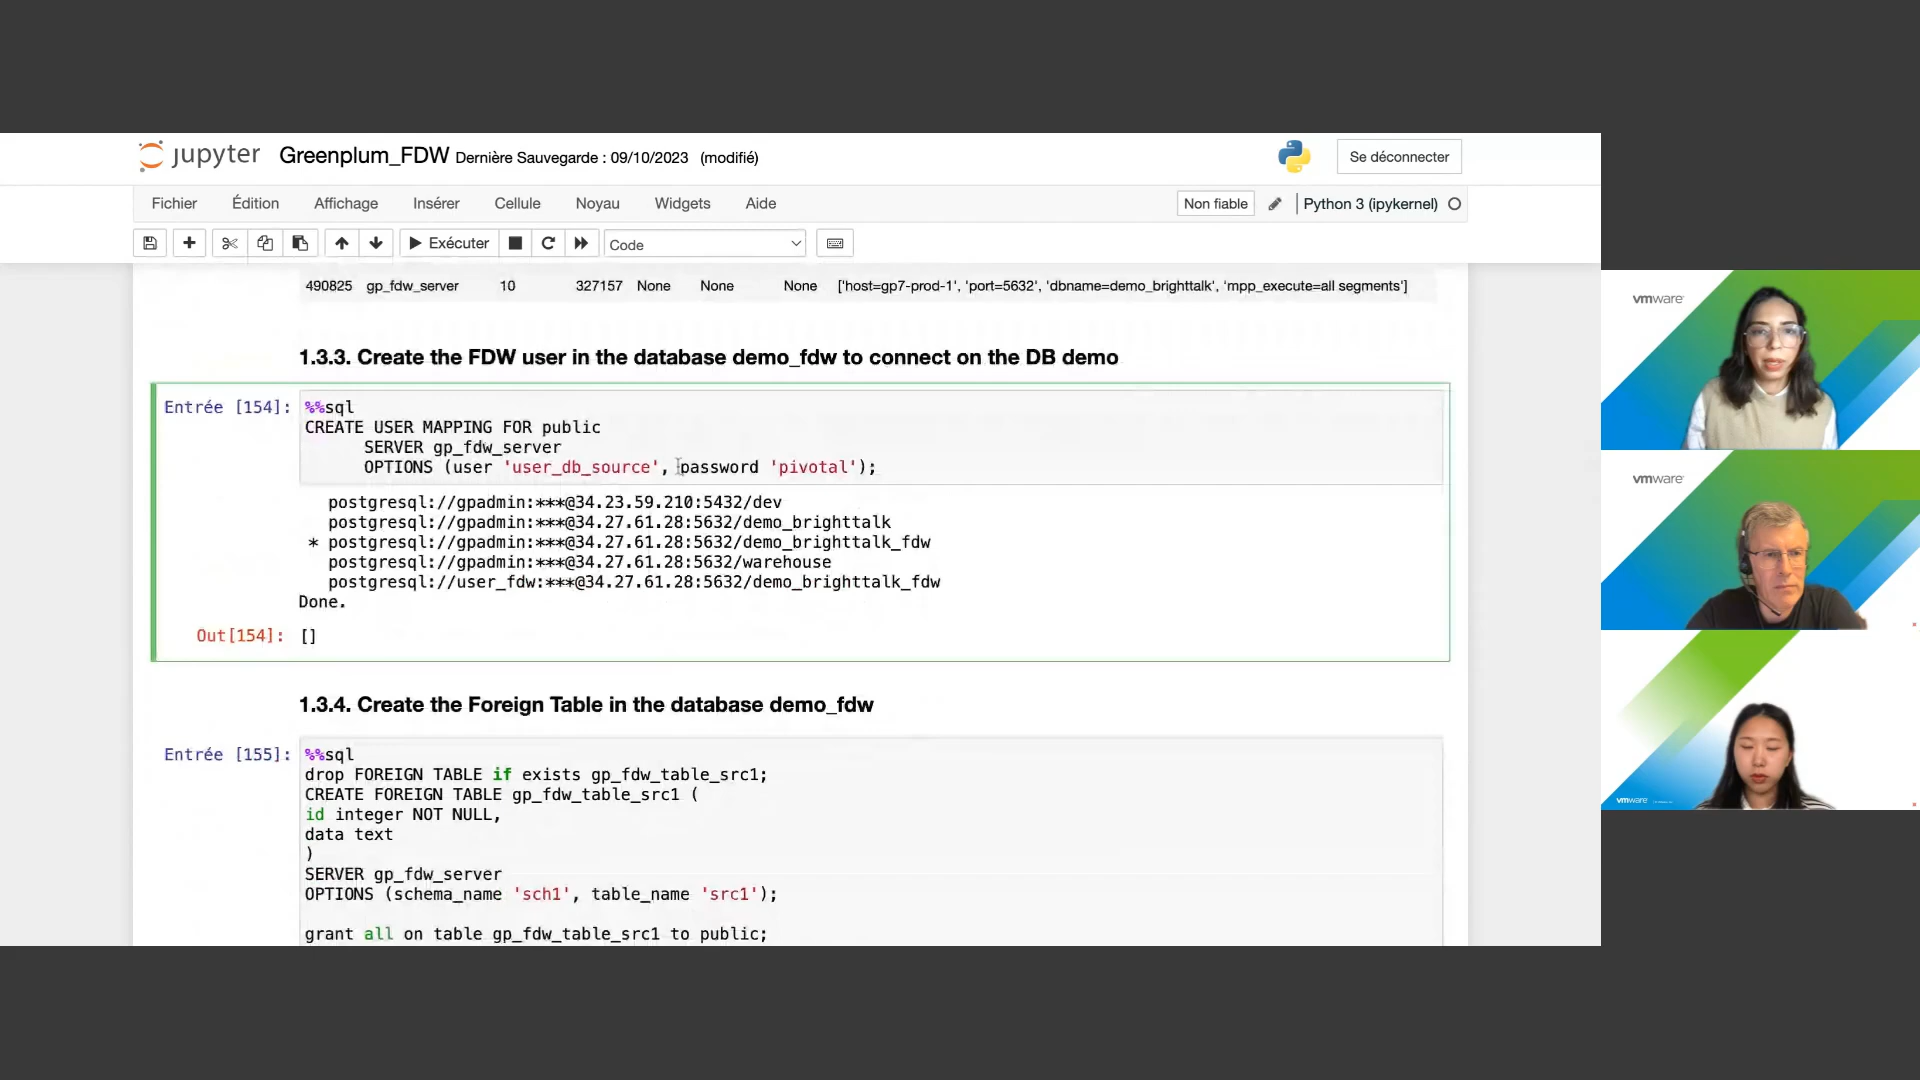 jupyter Greenplum_FDW Dernière Sauvegarde : 09/10/2023 (modifié)
Se déconnecter
Fichier Édition Affichage Insérer Cellule Noyau Widgets Aide
Non fiable
Python 3 (ipykernel)
Exécuter
Code
490825 gp_fdw_server 10 327157 None None None ['host=gp7-prod-1', 'port=5632', 'dbname=demo_brighttalk', 'mpp_execute=all segments']
1.3.3. Create the FDW user in the database demo_fdw to connect on the DB demo
Entrée [154]: %%sql
CREATE USER MAPPING FOR public
SERVER gp_fdw_server
OPTIONS (user 'user_db_source', password 'pivotal');
postgresql://gpadmin:***@34.23.59.210:5432/dev
postgresql://gpadmin:***@34.27.61.28:5632/demo_brighttalk
* postgresql://gpadmin:***@34.27.61.28:5632/demo_brighttalk_fdw
postgresql://gpadmin:***@34.27.61.28:5632/warehouse
postgresql://user_fdw:***@34.27.61.28:5632/demo_brighttalk_fdw
Done.
Out[154]: []
1.3.4. Create the Foreign Table in the database demo_fdw
Entrée [155]: %%sql
drop FOREIGN TABLE if exists gp_fdw_table_src1;
CREATE FOREIGN TABLE gp_fdw_table_src1 (
id integer NOT NULL,
data text
)
SERVER gp_fdw_server
OPTIONS (schema_name 'sch1', table_name 'src1');
grant all on table gp_fdw_table_src1 to public;
vmware
vmware
vmware